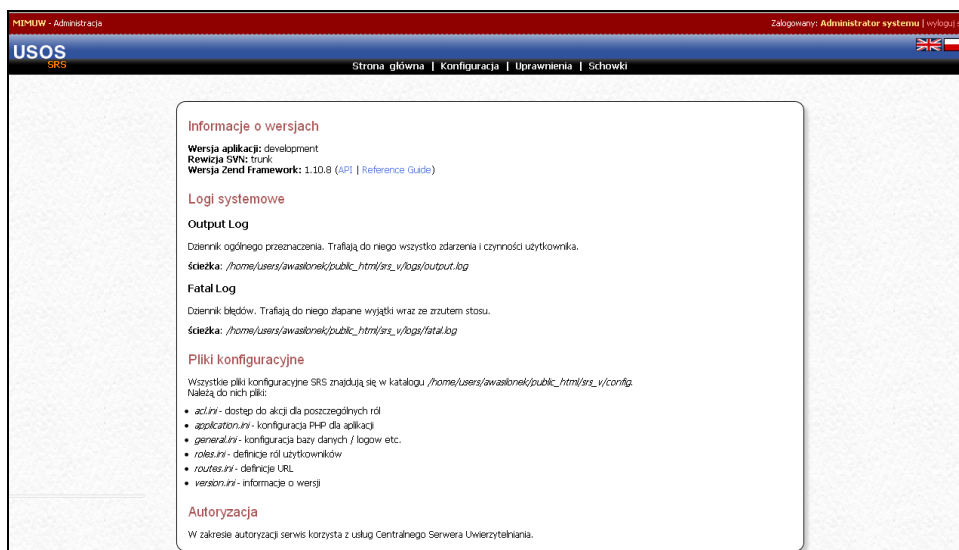 MIMUW - Administracja
Zalogowany: Administrator systemu | wyloguj s
USOS
SRS
Strona główna | Konfiguracja | Uprawnienia | Schowki
Informacje o wersjach
Wersja aplikacji: development
Rewizja SVN: trunk
Wersja Zend Framework: 1.10.8 (API | Reference Guide)
Logi systemowe
Output Log
Dziennik ogólnego przeznaczenia. Trafiają do niego wszystko zdarzenia i czynności użytkownika.
ścieżka: /home/users/awasilonek/public_html/srs_v/logs/output.log
Fatal Log
Dziennik błędów. Trafiają do niego złapane wyjątki wraz ze zrzutem stosu.
ścieżka: /home/users/awasilonek/public_html/srs_v/logs/fatal.log
Pliki konfiguracyjne
Wszystkie pliki konfiguracyjne SRS znajdują się w katalogu /home/users/awasilonek/public_html/srs_v/config.
Należą do nich pliki:
• acl.ini - dostęp do akcji dla poszczególnych ról
• application.ini - konfiguracja PHP dla aplikacji
• general.ini - konfiguracja bazy danych / logow etc.
• roles.ini - definicje ról użytkowników
• routes.ini - definicje URL
• version.ini - informacje o wersji
Autoryzacja
W zakresie autoryzacji serwis korzysta z usług Centralnego Serwera Uwierzytelniania.